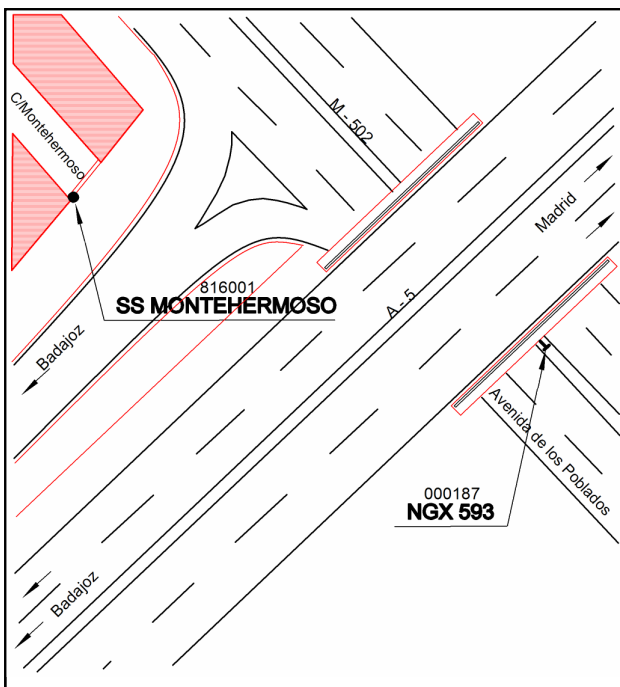 C/Montehermoso
M - 502
Madrid
816001
SS MONTEHERMOSO
A - 5
Badajoz
Avenida de los Poblados
000187
NGX 593
Badajoz